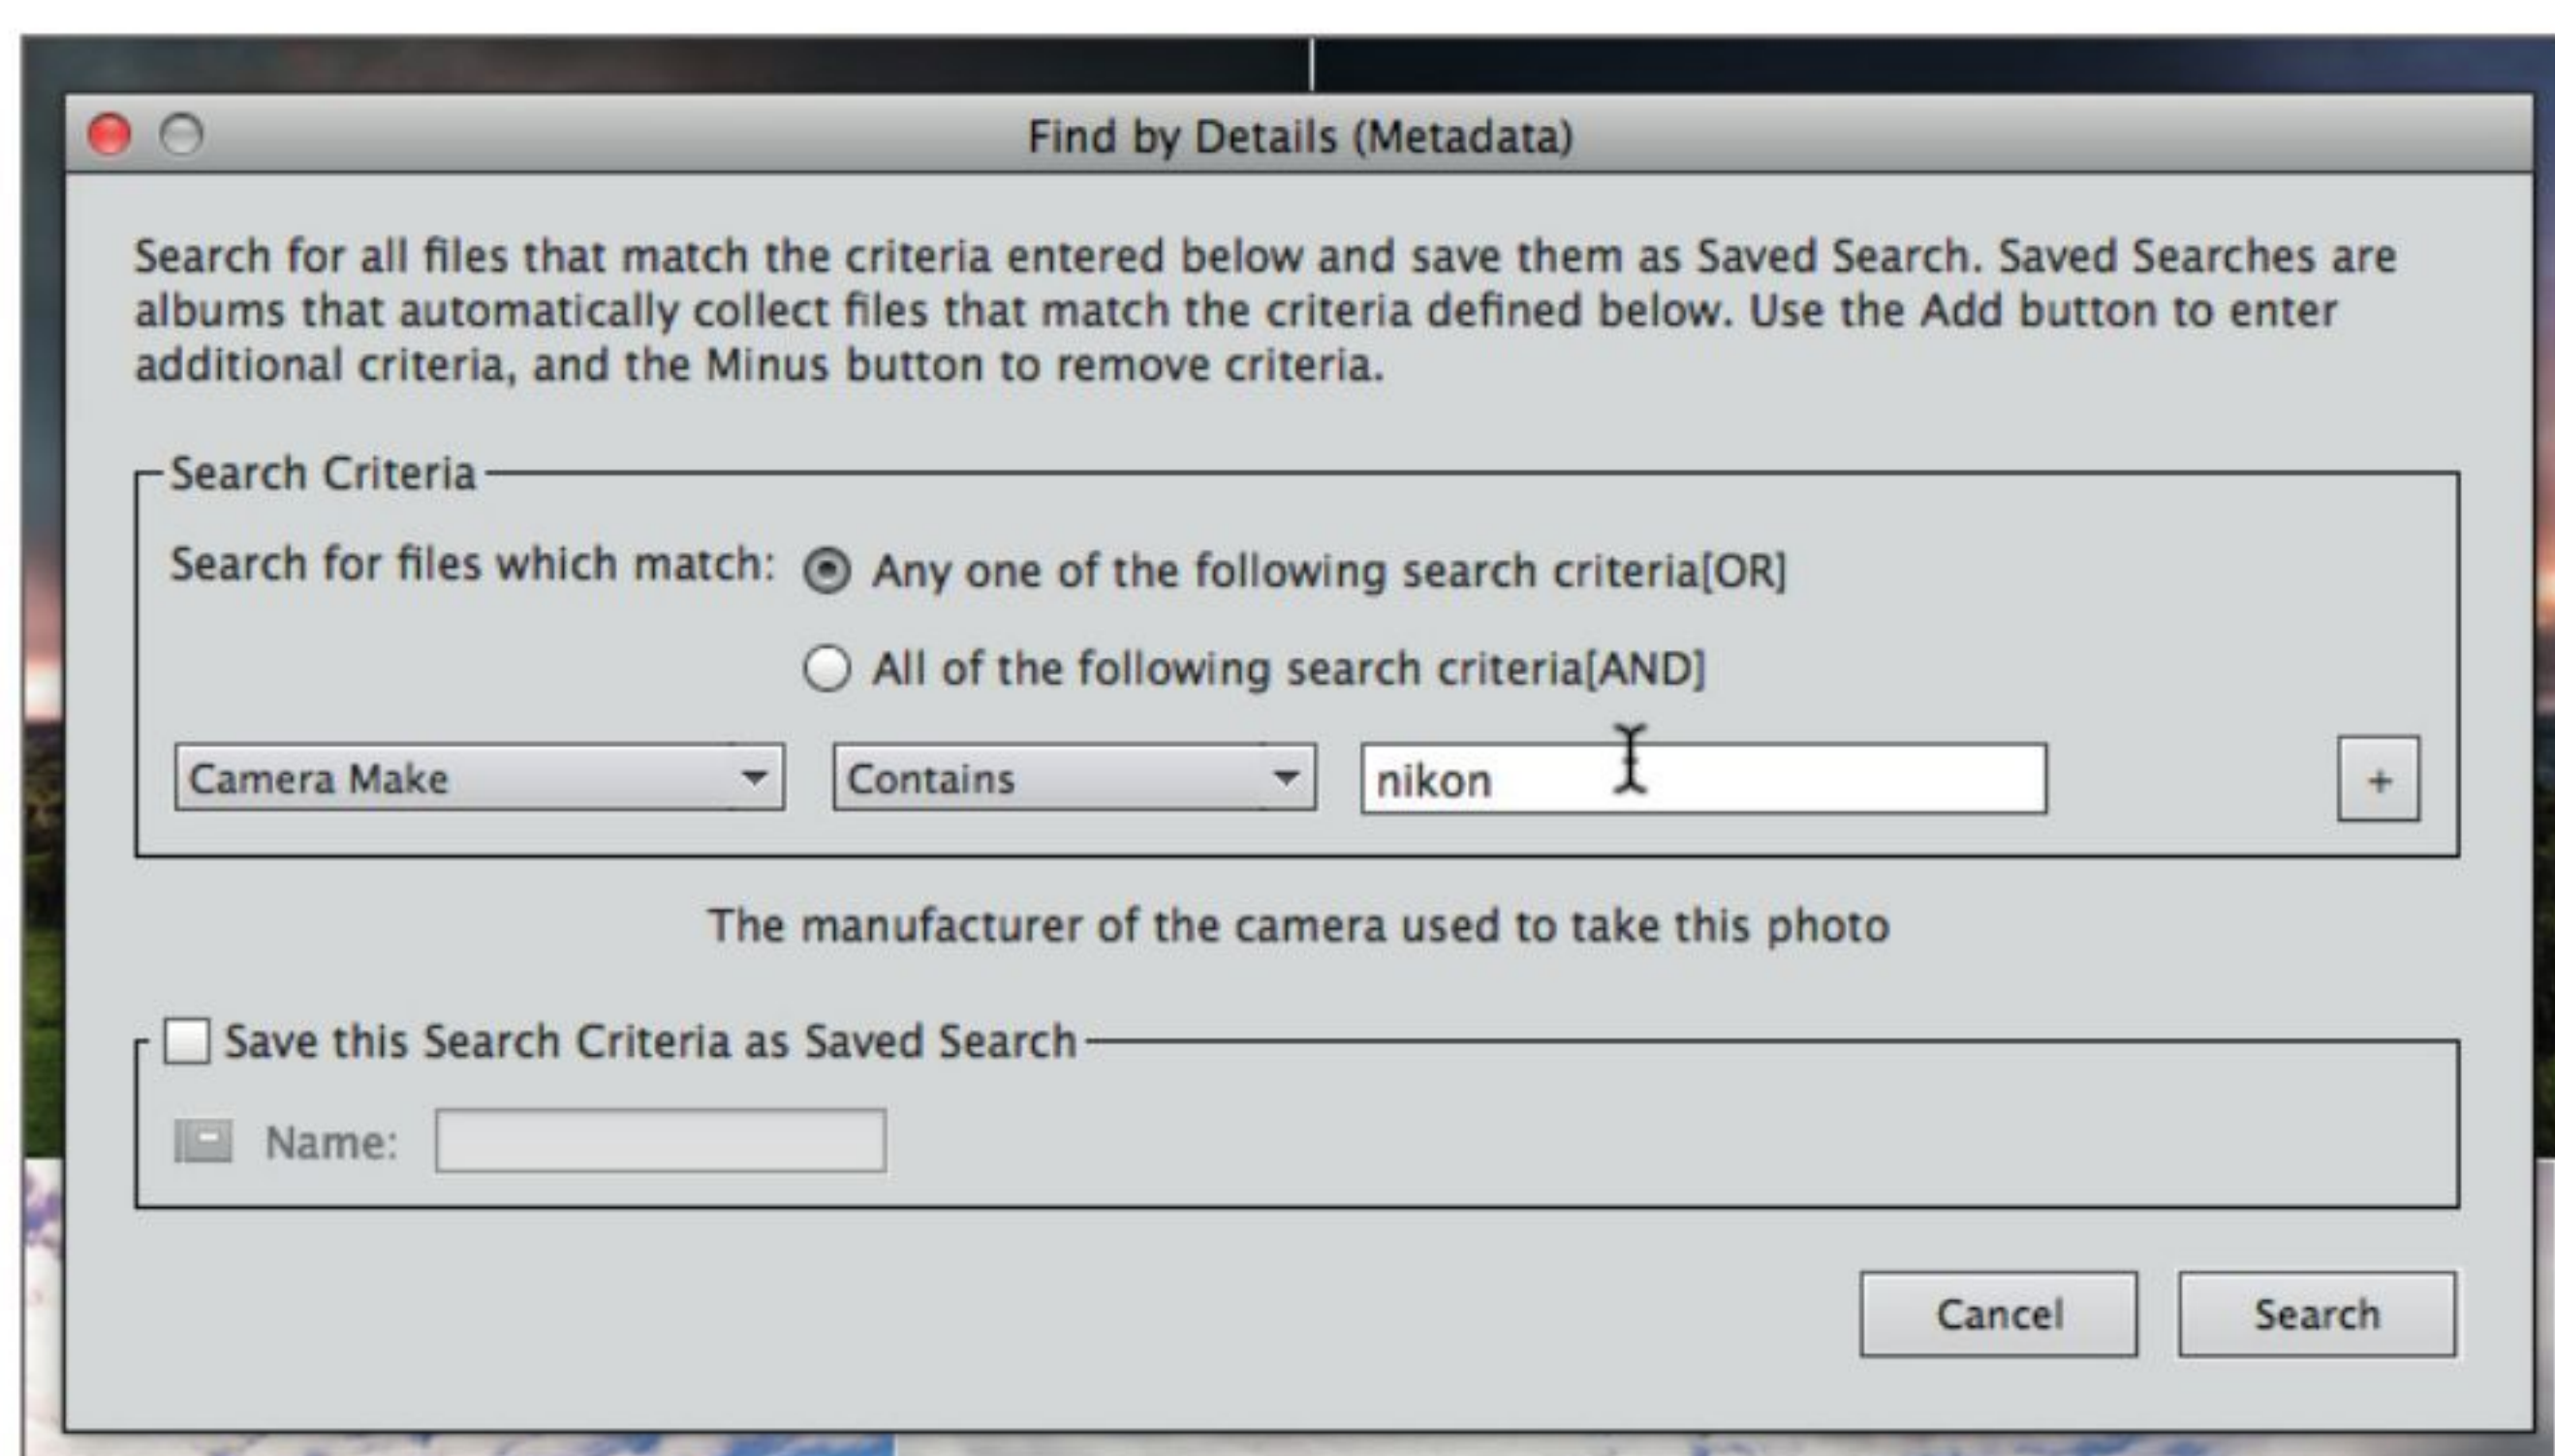 Find by Details (Metadata)
Search for all files that match the criteria entered below and save them as Saved Search. Saved Searches are
albums that automatically collect files that match the criteria defined below. Use the Add button to enter
additional criteria, and the Minus button to remove criteria.
Search Criteria
Search for files which match: Any one of the following search criteria[OR]
All of the following search criteria[AND]
Camera Make Contains nikon +
The manufacturer of the camera used to take this photo
Save this Search Criteria as Saved Search
Name:
Cancel Search